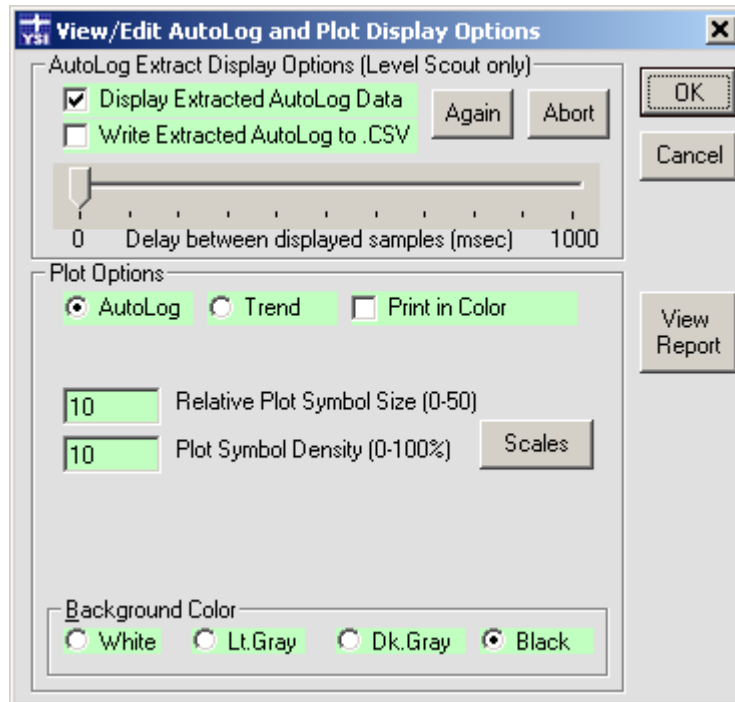 YSI View/Edit AutoLog and Plot Display Options
AutoLog Extract Display Options (Level Scout only)
Display Extracted AutoLog Data
Write Extracted AutoLog to .CSV
Again
Abort
0 Delay between displayed samples (msec) 1000
OK
Cancel
Plot Options
AutoLog Trend Print in Color
View
Report
10 Relative Plot Symbol Size (0-50)
10 Plot Symbol Density (0-100%)
Scales
Background Color
White Lt.Gray Dk.Gray Black